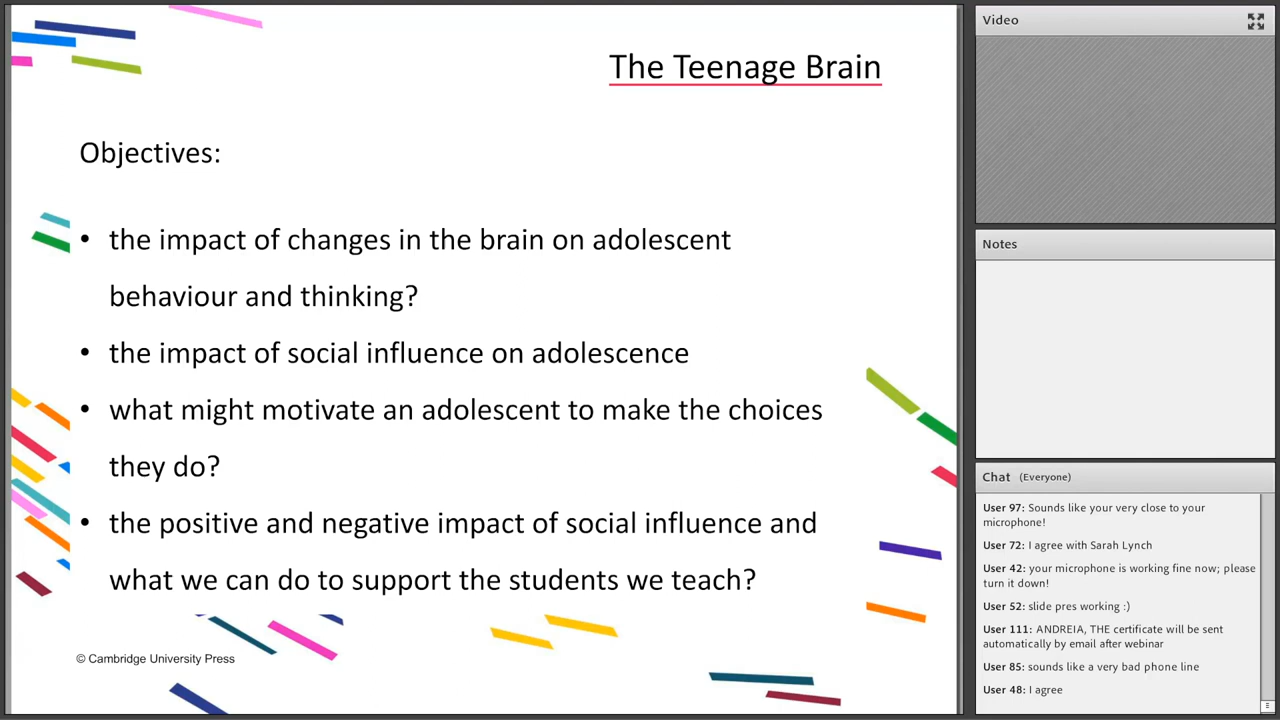 The Teenage Brain
Objectives:
• the impact of changes in the brain on adolescent
behaviour and thinking?
• the impact of social influence on adolescence
• what might motivate an adolescent to make the choices
they do?
• the positive and negative impact of social influence and
what we can do to support the students we teach?
© Cambridge University Press
Video
Notes
Chat (Everyone)
User 97: Sounds like your very close to your
microphone!
User 72: I agree with Sarah Lynch
User 42: your microphone is working fine now; please
turn it down!
User 52: slide pres working :)
User 111: ANDREIA, THE certificate will be sent
automatically by email after webinar
User 85: sounds like a very bad phone line
User 48: I agree